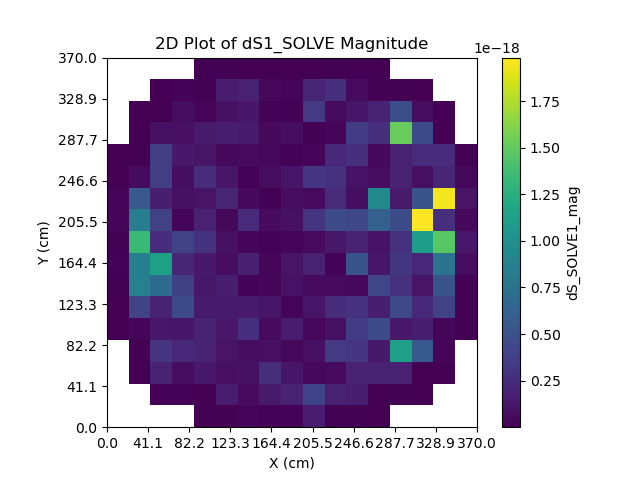 2D Plot of dS1_SOLVE Magnitude
1e−18
370.0
328.9
287.7
246.6
205.5
164.4
123.3
82.2
41.1
0.0
Y (cm)
0.0 41.1 82.2 123.3 164.4 205.5 246.6 287.7 328.9 370.0
X (cm)
1.75
1.50
1.25
1.00
0.75
0.50
0.25
dS_SOLVE1_mag